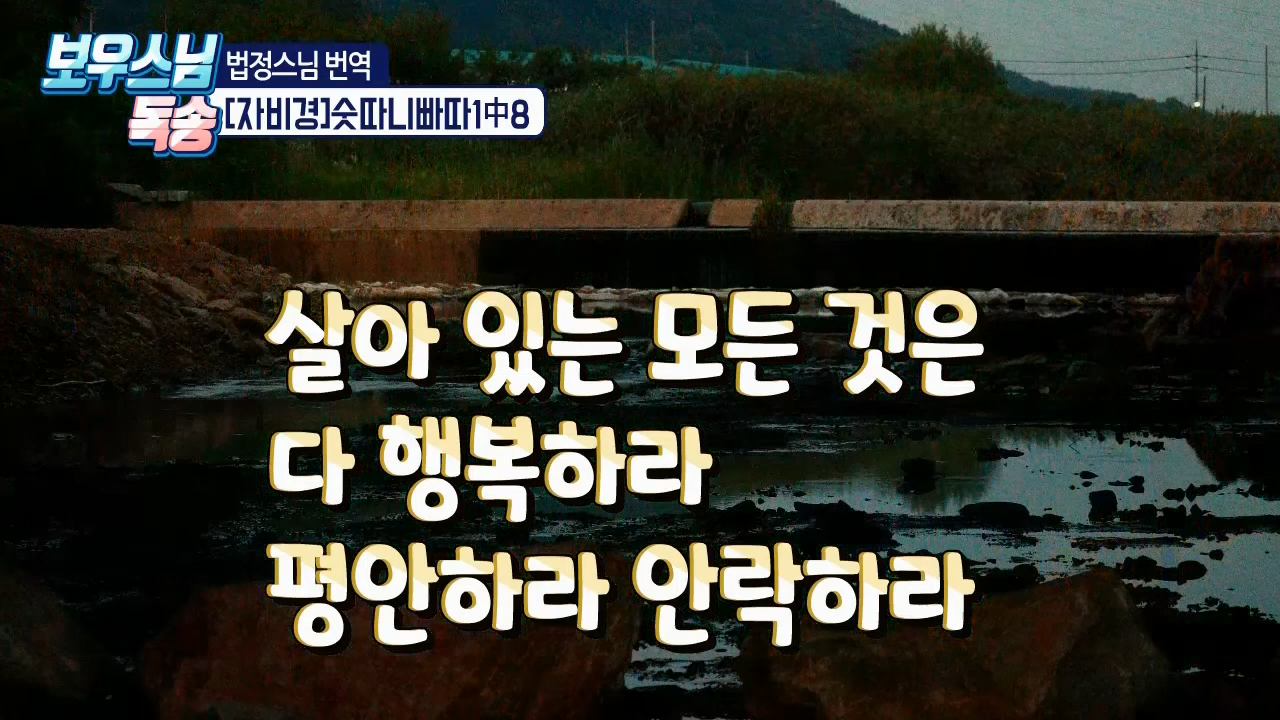 보우스님
독송
법정스님 번역
[자비경]숫따니빠따1中8
살아 있는 모든 것은
다 행복하라
평안하라 안락하라